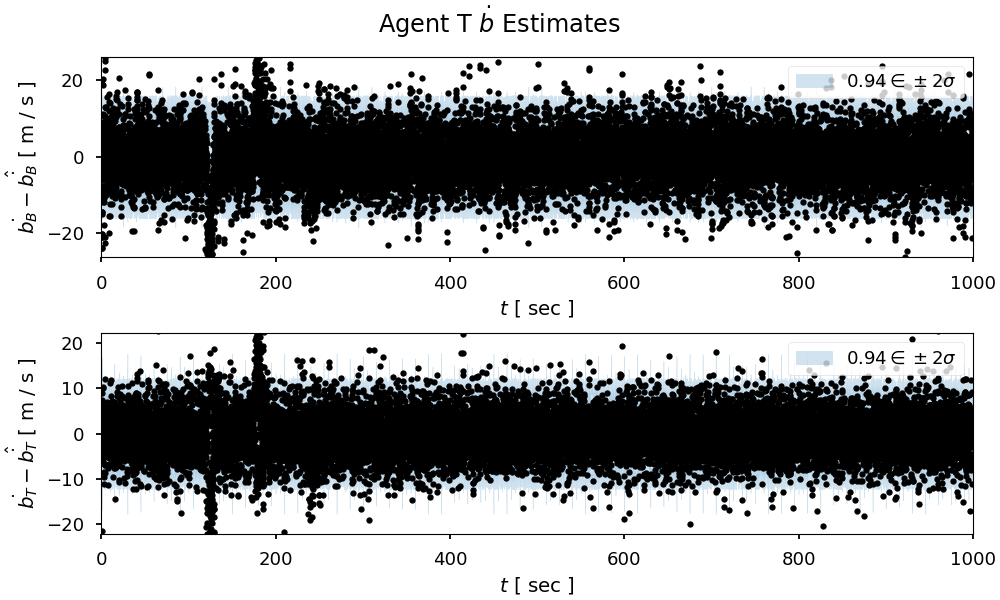 Agent T ḃ Estimates
ḃ_B − ḃ̂_B [ m / s ]
20
0
−20
0.94 ∈ ±2σ
0 200 400 600 800 1000
t [ sec ]
ḃ_T − ḃ̂_T [ m / s ]
20
10
0
−10
−20
0.94 ∈ ±2σ
0 200 400 600 800 1000
t [ sec ]